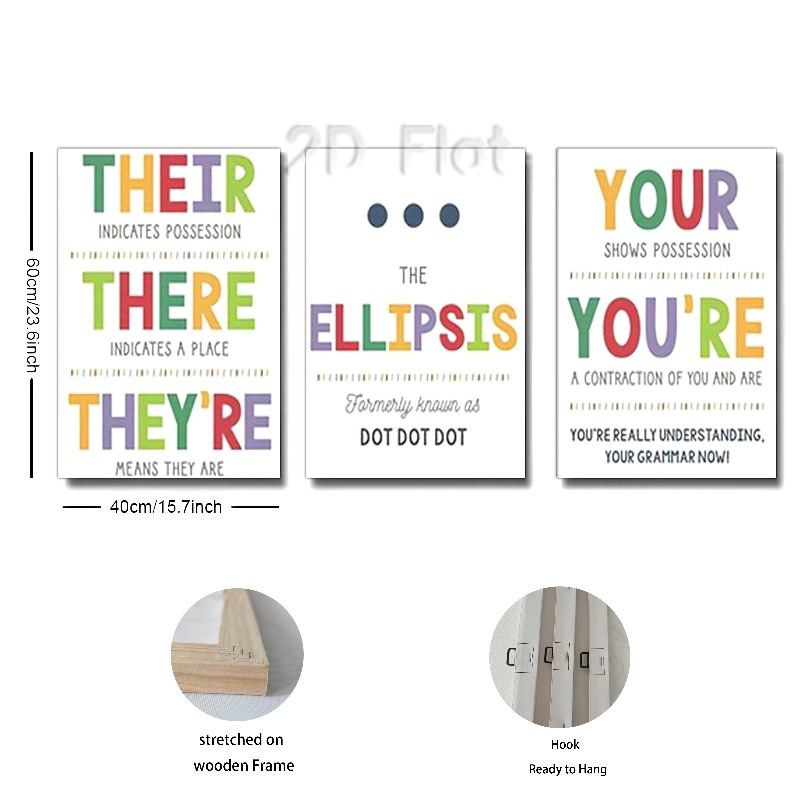 2D Flat
THEIR
INDICATES POSSESSION
THERE
INDICATES A PLACE
THEY'RE
MEANS THEY ARE
THE
ELLIPSIS
Formerly known as
DOT DOT DOT
YOUR
SHOWS POSSESSION
YOU'RE
A CONTRACTION OF YOU AND ARE
YOU'RE REALLY UNDERSTANDING,
YOUR GRAMMAR NOW!
60cm/23.6inch
40cm/15.7inch
stretched on
wooden Frame
Hook
Ready to Hang